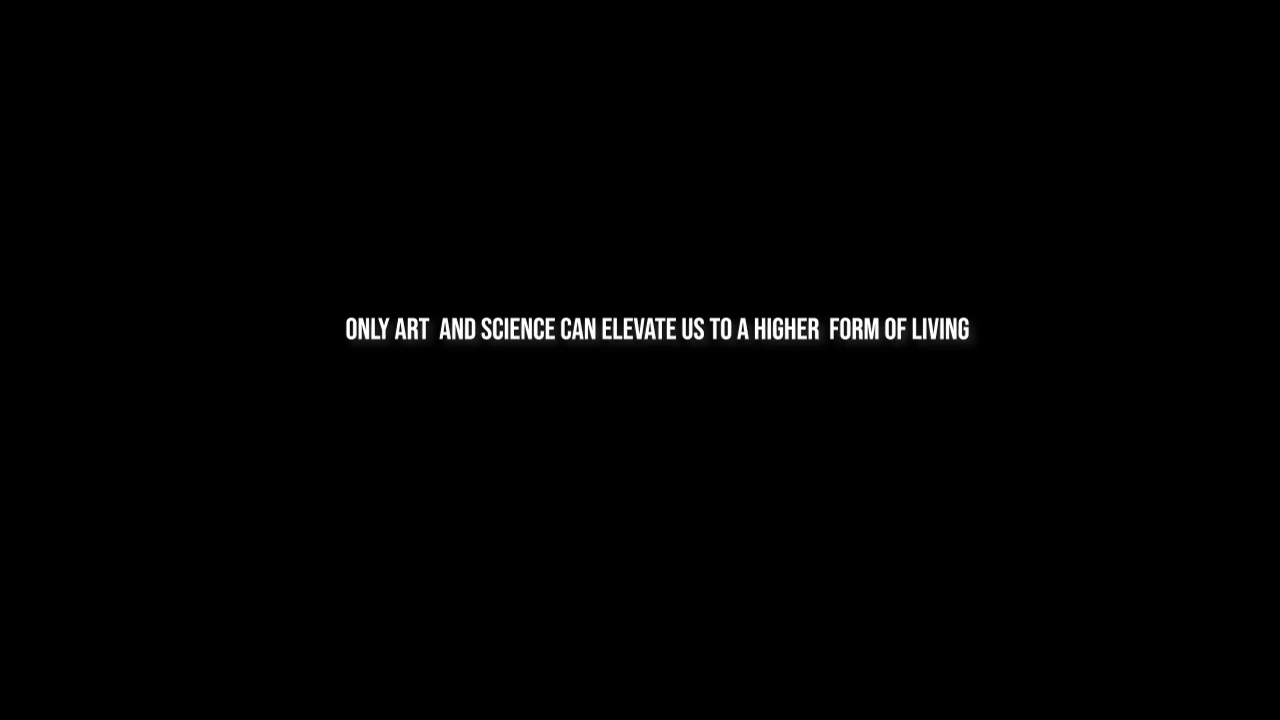 ONLY ART  AND SCIENCE CAN ELEVATE US TO A HIGHER  FORM OF LIVING